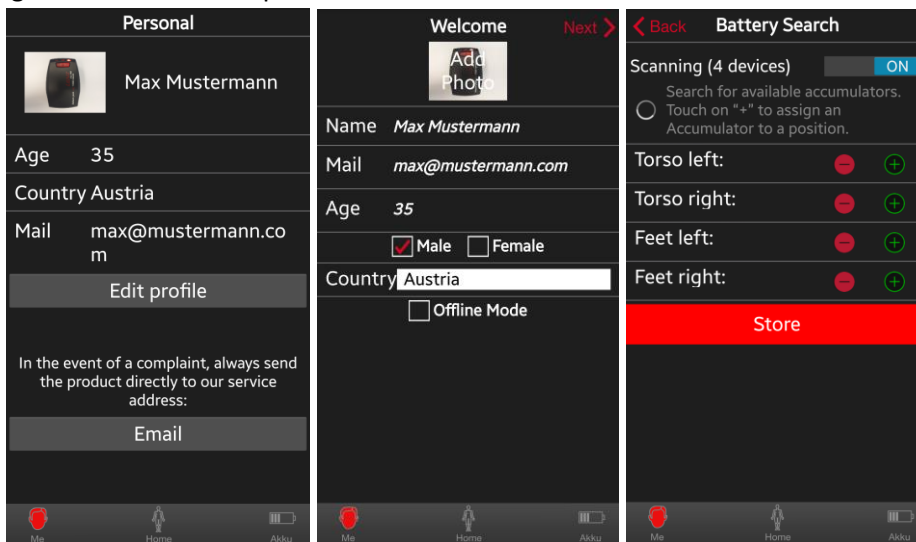 Personal
Max Mustermann
Age 35
Country Austria
Mail max@mustermann.co
m
Edit profile
In the event of a complaint, always send
the product directly to our service
address:
Email
Me Home Akku
Welcome Next
Add
Photo
Name Max Mustermann
Mail max@mustermann.com
Age 35
Male Female
Country Austria
Offline Mode
Me Home Akku
Back Battery Search
Scanning (4 devices) ON
Search for available accumulators.
Touch on "+" to assign an
Accumulator to a position.
Torso left:
Torso right:
Feet left:
Feet right:
Store
Me Home Akku